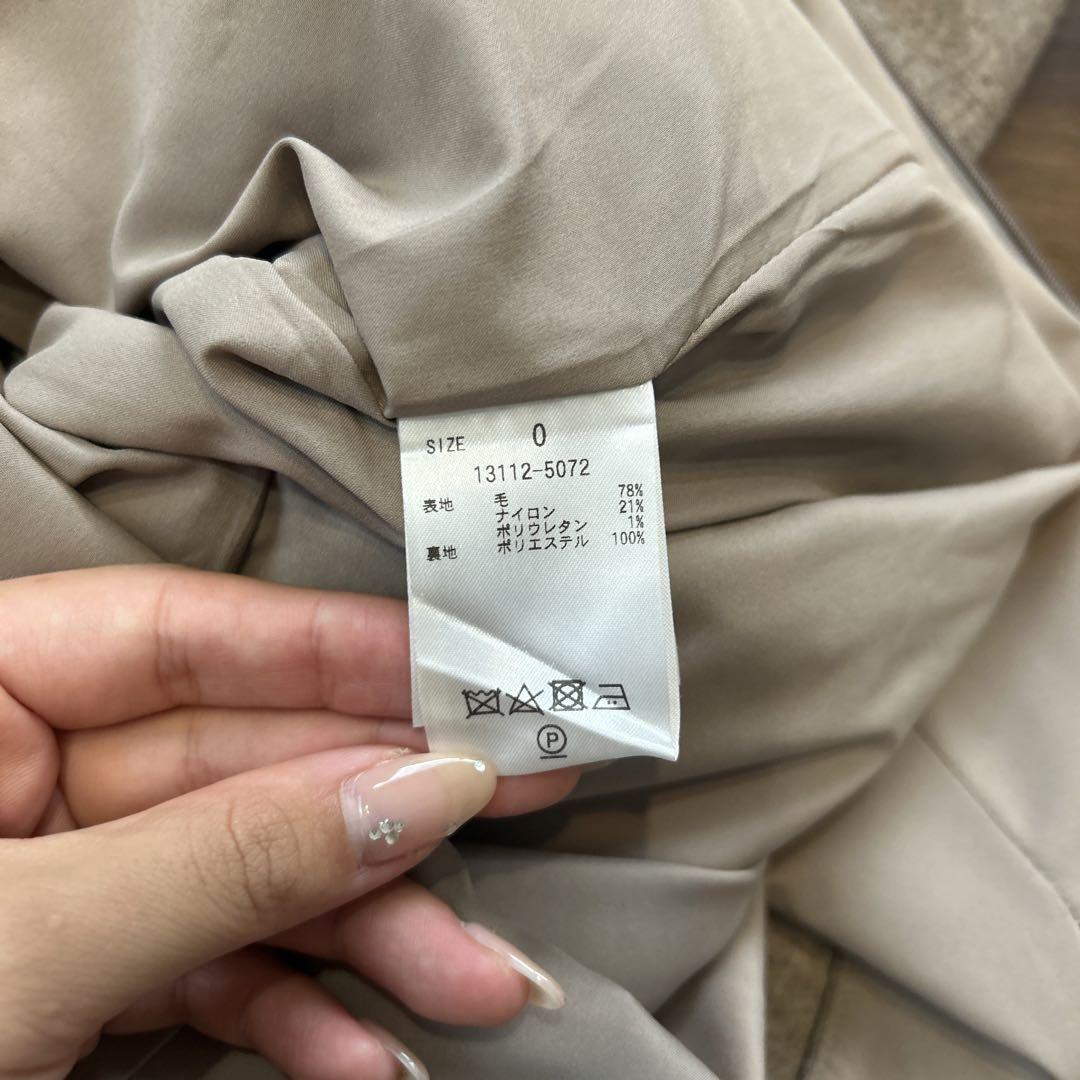 SIZE 0
13112-5072
表地 毛 78%
ナイロン 21%
ポリウレタン 1%
裏地 ポリエステル 100%
P